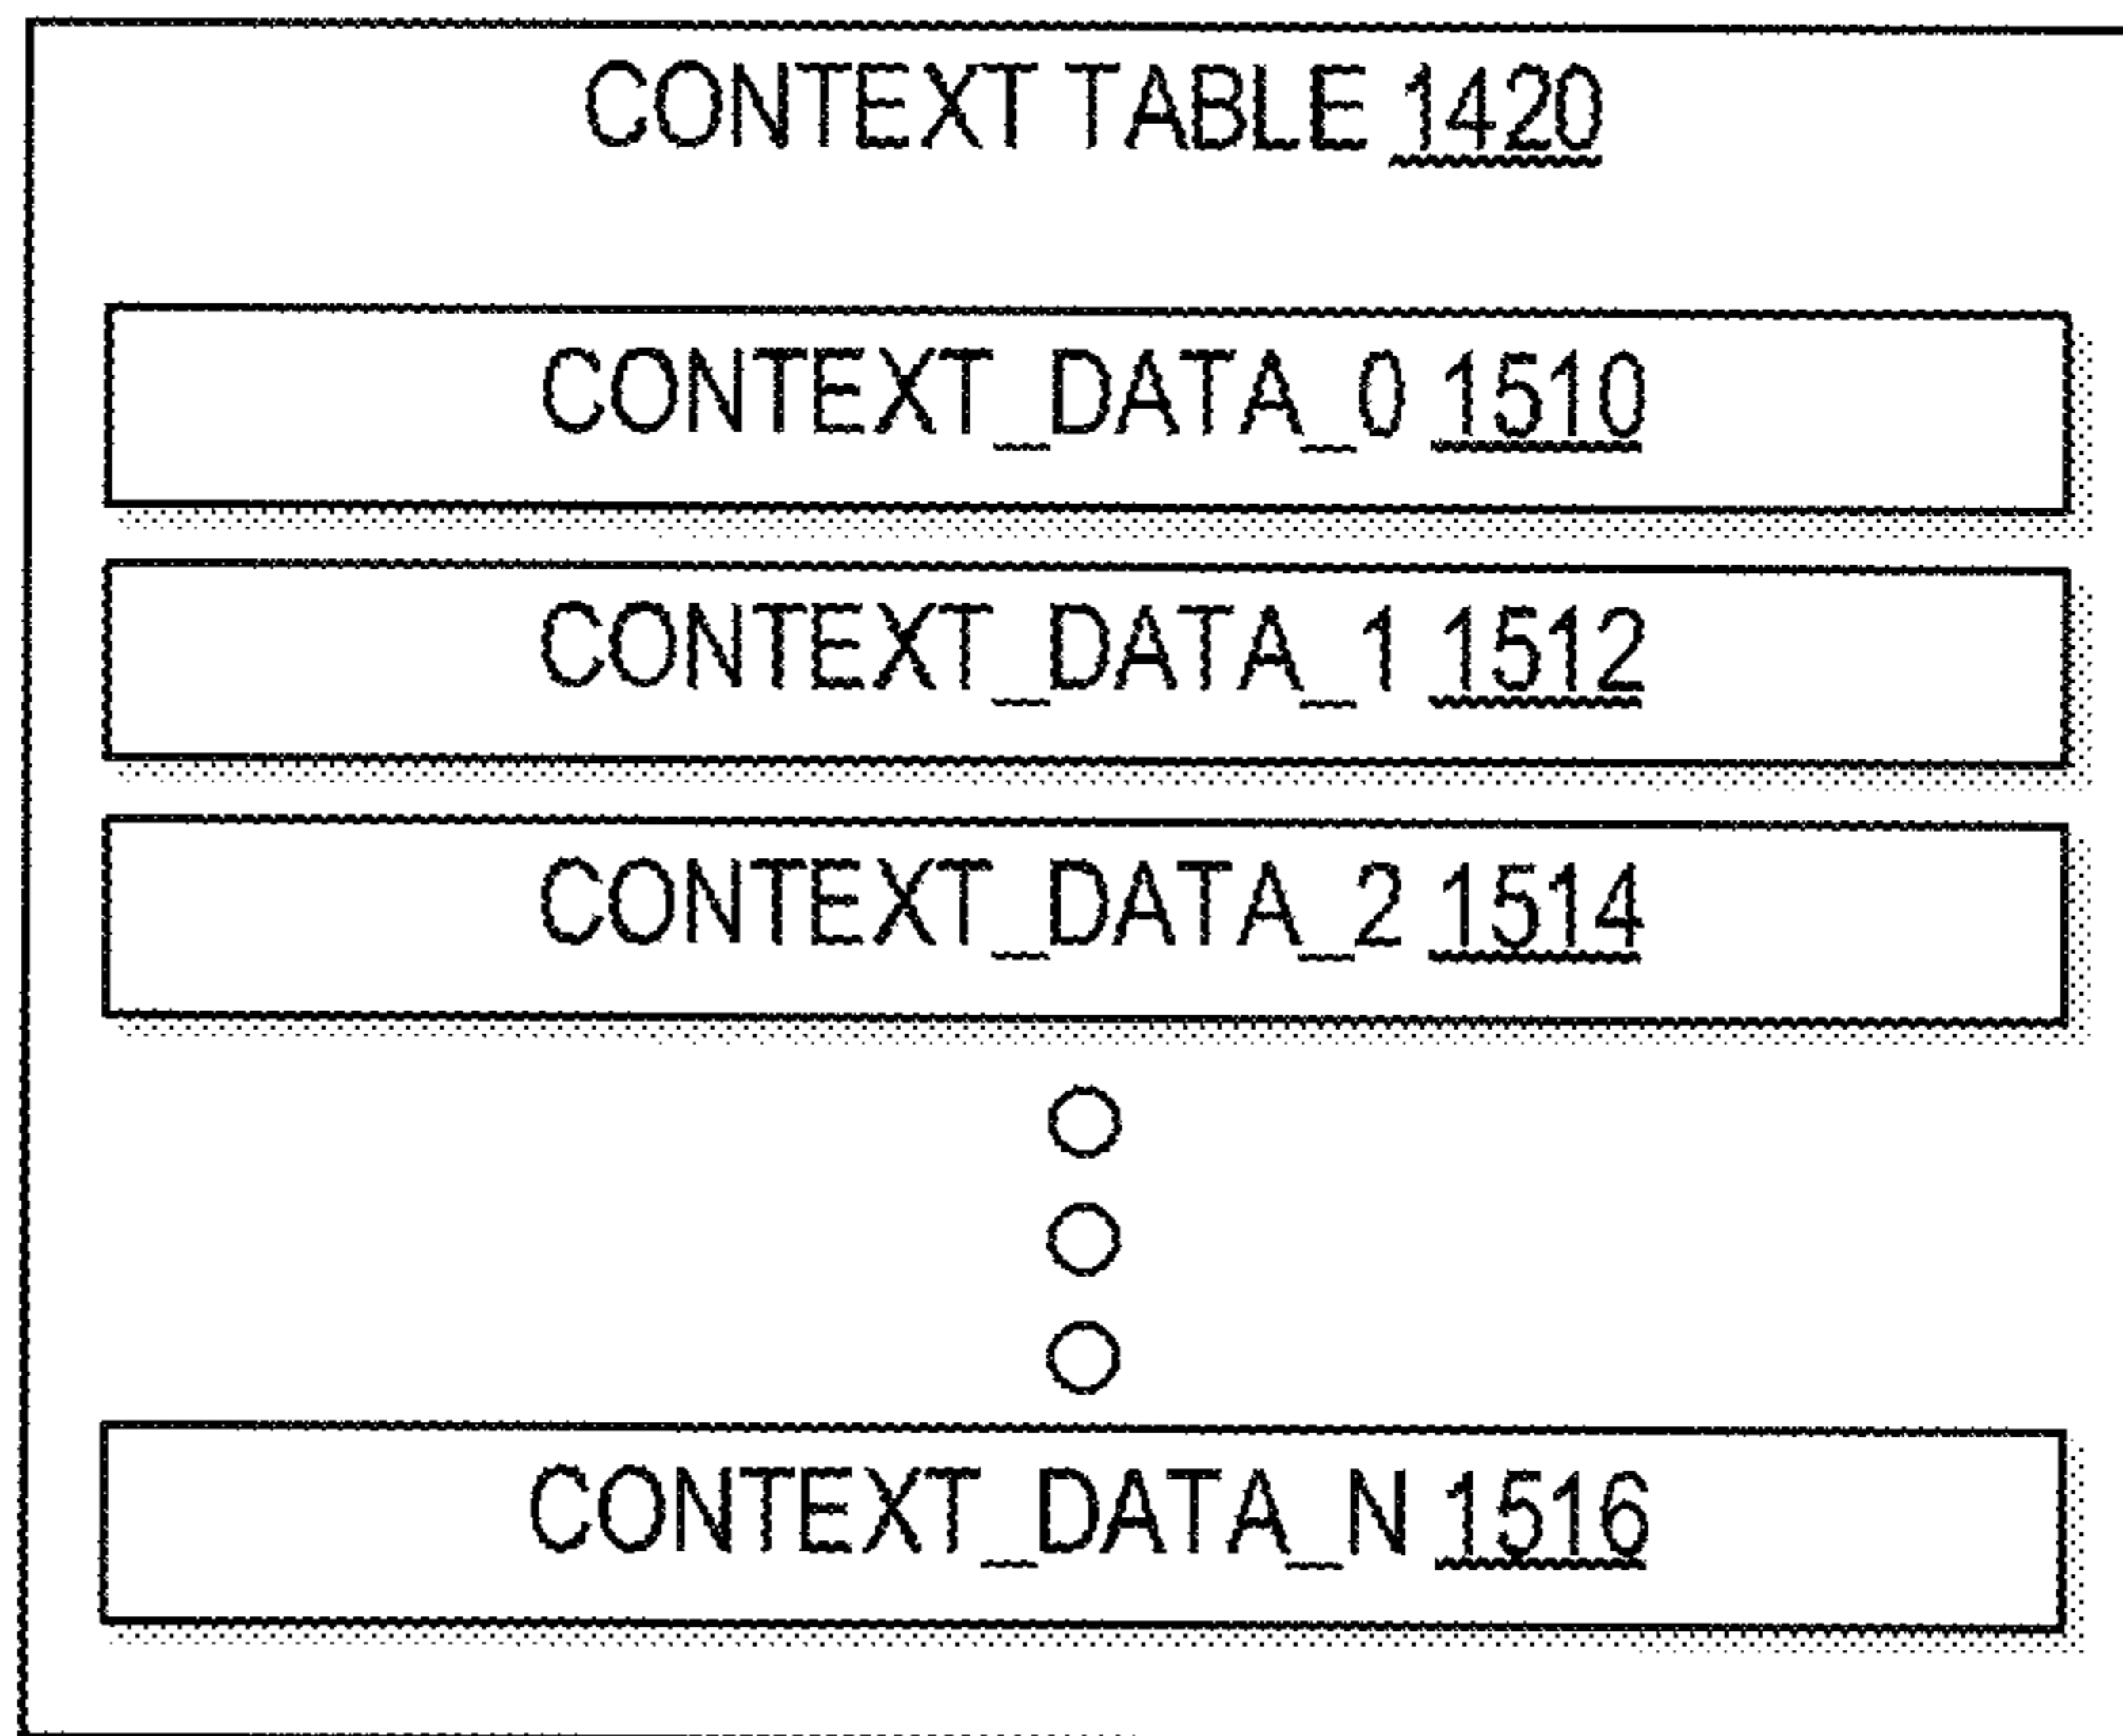 CONTEXT TABLE 1420
CONTEXT_DATA_0 1510
CONTEXT_DATA_1 1512
CONTEXT_DATA_2 1514
CONTEXT_DATA_N 1516